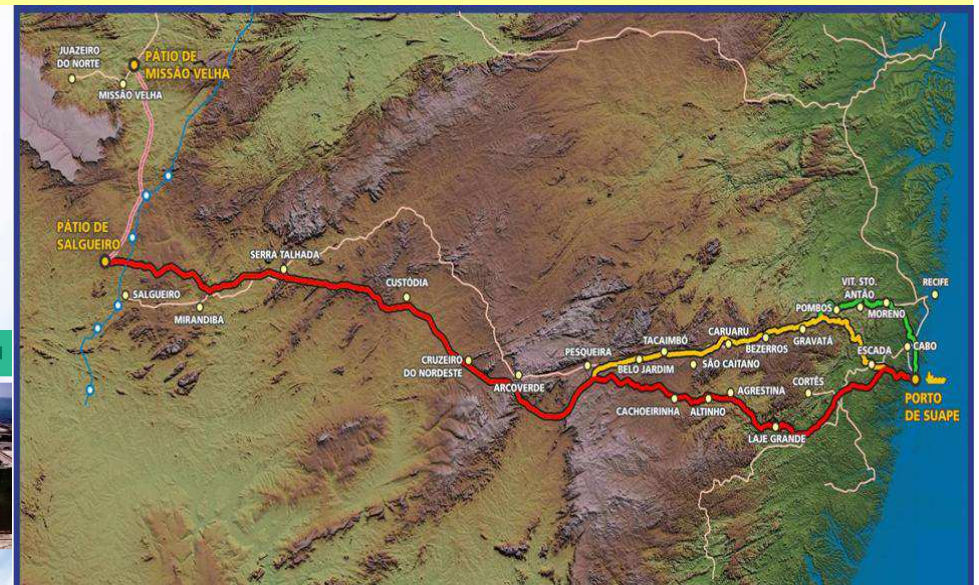 JUAZEIRO
DO NORTE
PÁTIO DE
MISSÃO VELHA
MISSÃO VELHA
PÁTIO DE
SALGUEIRO
SALGUEIRO
MIRANDIBA
SERRA TALHADA
CUSTÓDIA
CRUZEIRO
DO NORDESTE
ARCOVERDE
PESQUEIRA
BELO JARDIM
TACAIMBÓ
SÃO CAITANO
CARUARU
BEZERROS
GRAVATÁ
POMBOS
VIT. STO.
ANTÃO
MORENO
RECIFE
CABO
ESCADA
CORTÊS
AGRESTINA
CACHOEIRINHA
ALTINHO
LAJE GRANDE
PORTO
DE SUAPE